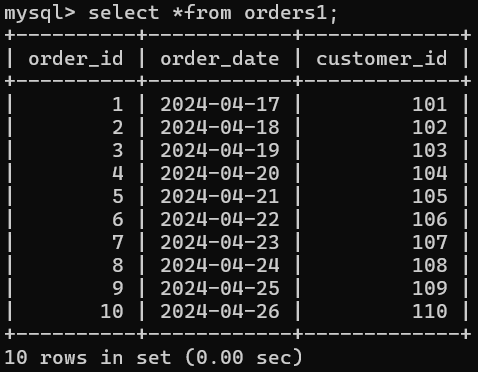 mysql> select *from orders1;
+----------+------------+-------------+
| order_id | order_date | customer_id |
+----------+------------+-------------+
|        1 | 2024-04-17 |         101 |
|        2 | 2024-04-18 |         102 |
|        3 | 2024-04-19 |         103 |
|        4 | 2024-04-20 |         104 |
|        5 | 2024-04-21 |         105 |
|        6 | 2024-04-22 |         106 |
|        7 | 2024-04-23 |         107 |
|        8 | 2024-04-24 |         108 |
|        9 | 2024-04-25 |         109 |
|       10 | 2024-04-26 |         110 |
+----------+------------+-------------+
10 rows in set (0.00 sec)